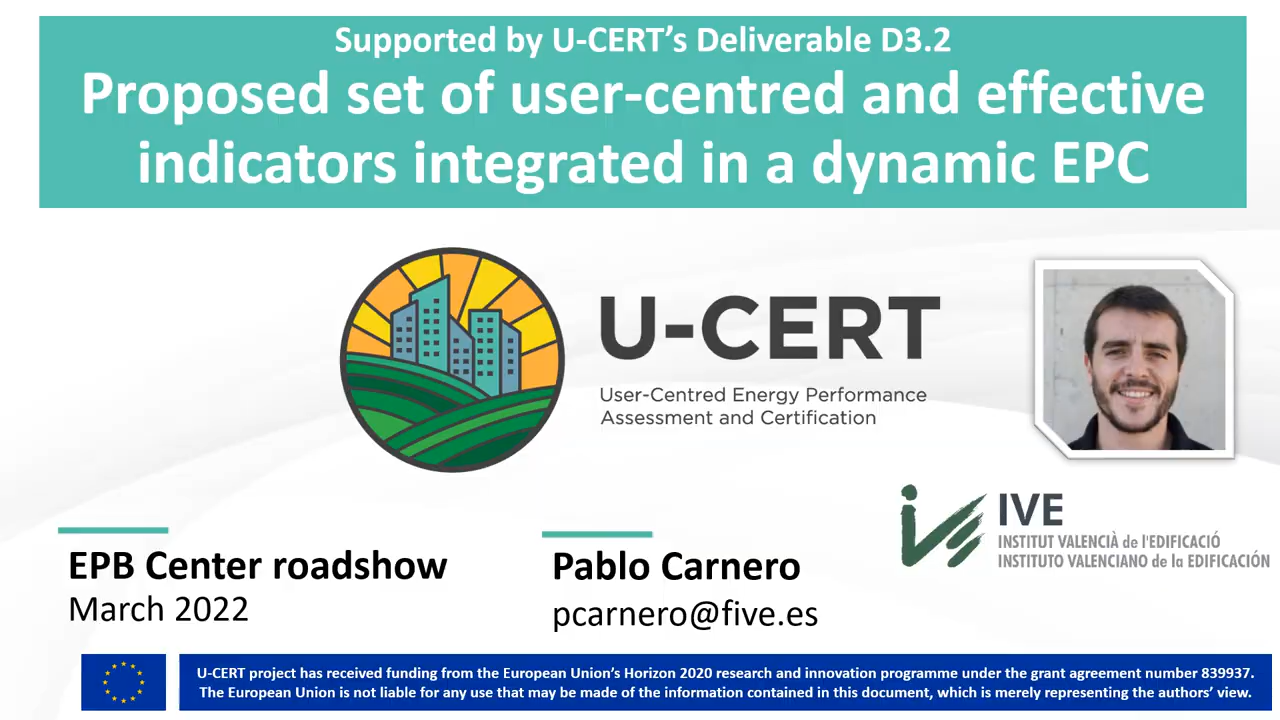 Supported by U-CERT’s Deliverable D3.2
Proposed set of user-centred and effective
indicators integrated in a dynamic EPC
U-CERT
User-Centred Energy Performance
Assessment and Certification
IVE
INSTITUT VALENCIÀ de l'EDIFICACIÓ
INSTITUTO VALENCIANO de la EDIFICACIÓN
EPB Center roadshow
March 2022
Pablo Carnero
pcarnero@five.es
U-CERT project has received funding from the European Union’s Horizon 2020 research and innovation programme under the grant agreement number 839937.
The European Union is not liable for any use that may be made of the information contained in this document, which is merely representing the authors’ view.